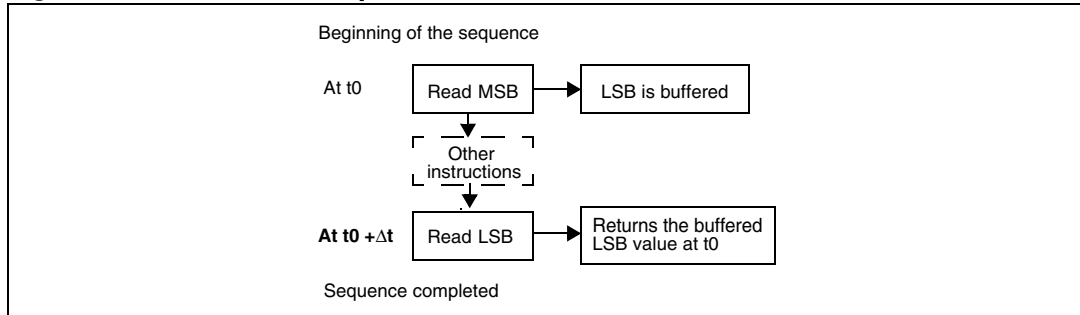 Beginning of the sequence
At t0
Read MSB
LSB is buffered
Other
instructions
At t0 +Δt
Read LSB
Returns the buffered
LSB value at t0
Sequence completed